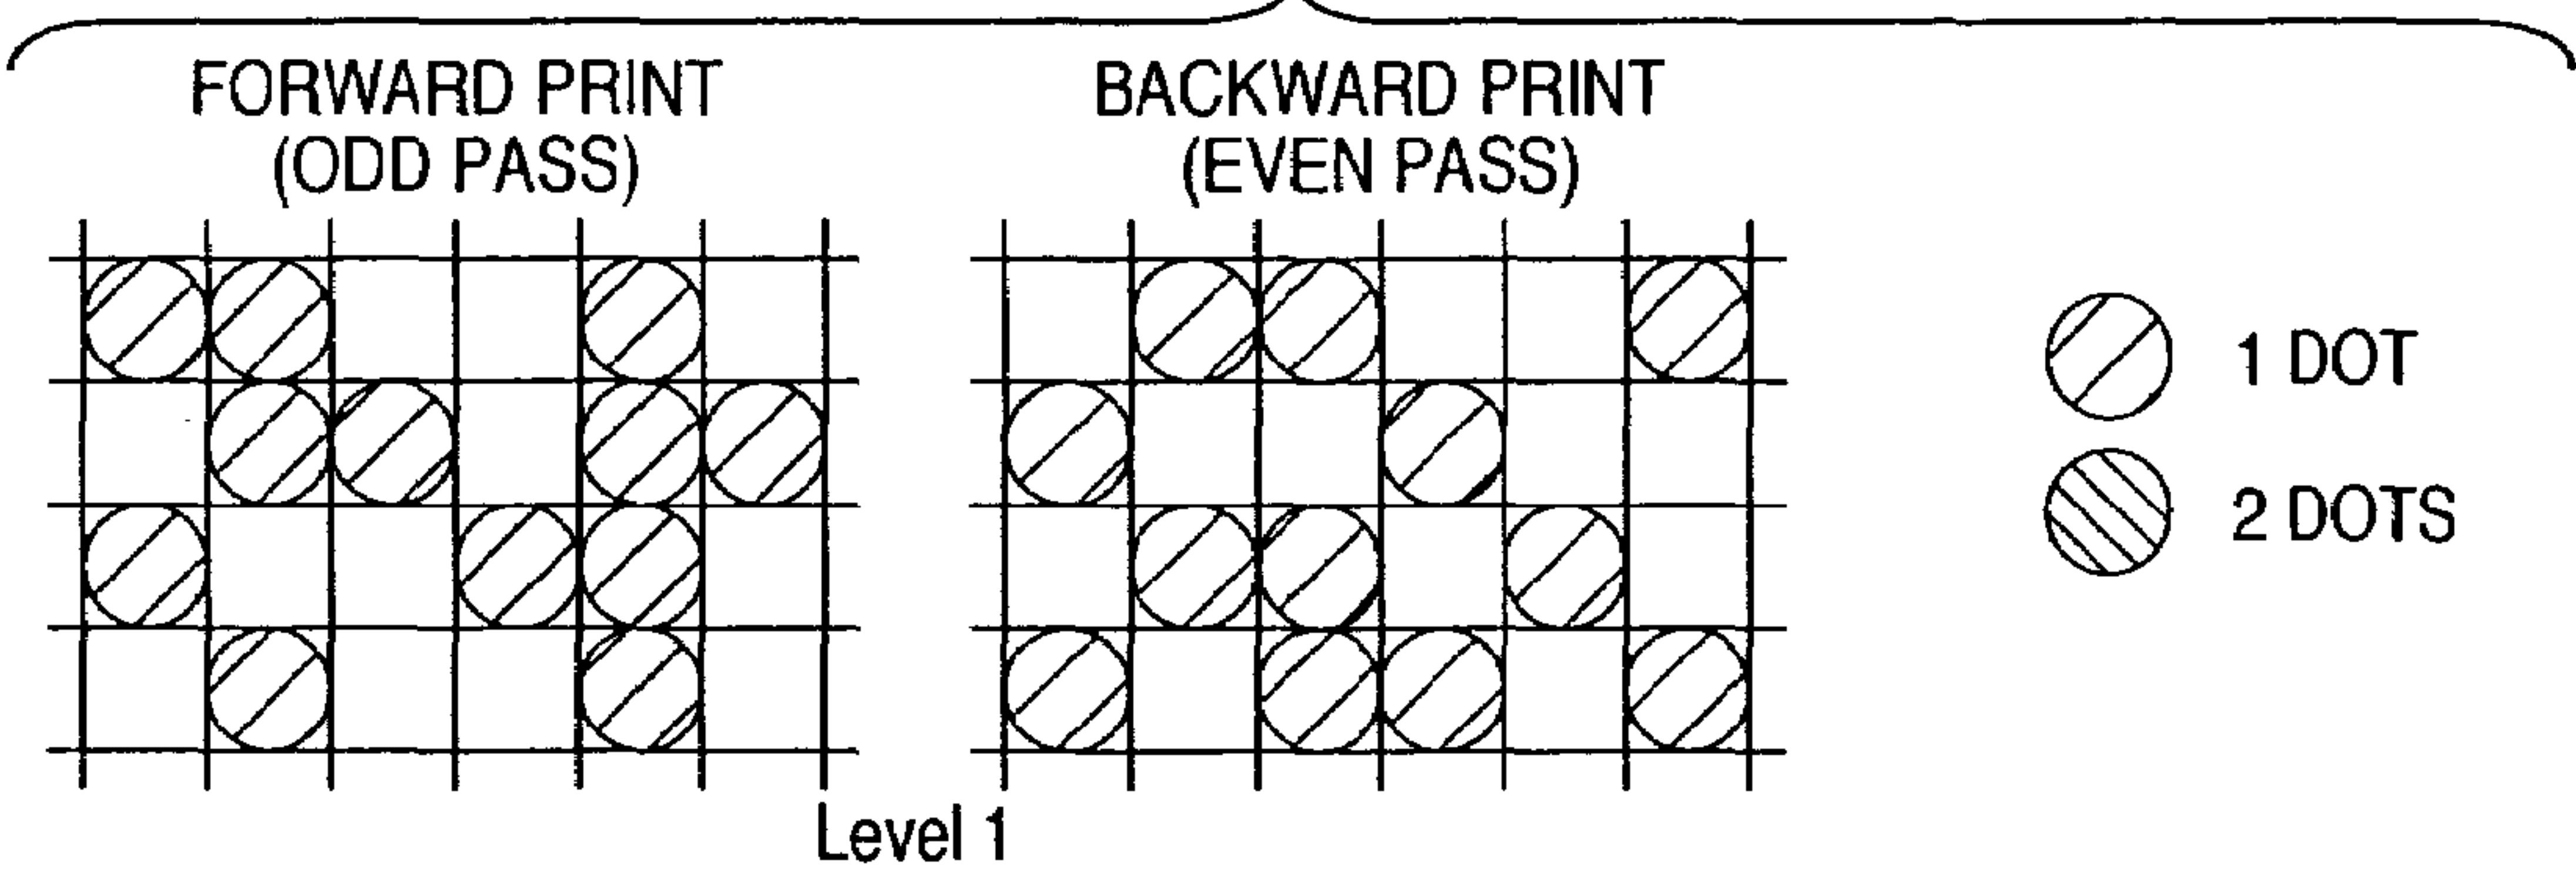 FORWARD PRINT
(ODD PASS)
BACKWARD PRINT
(EVEN PASS)
1 DOT
2 DOTS
Level 1